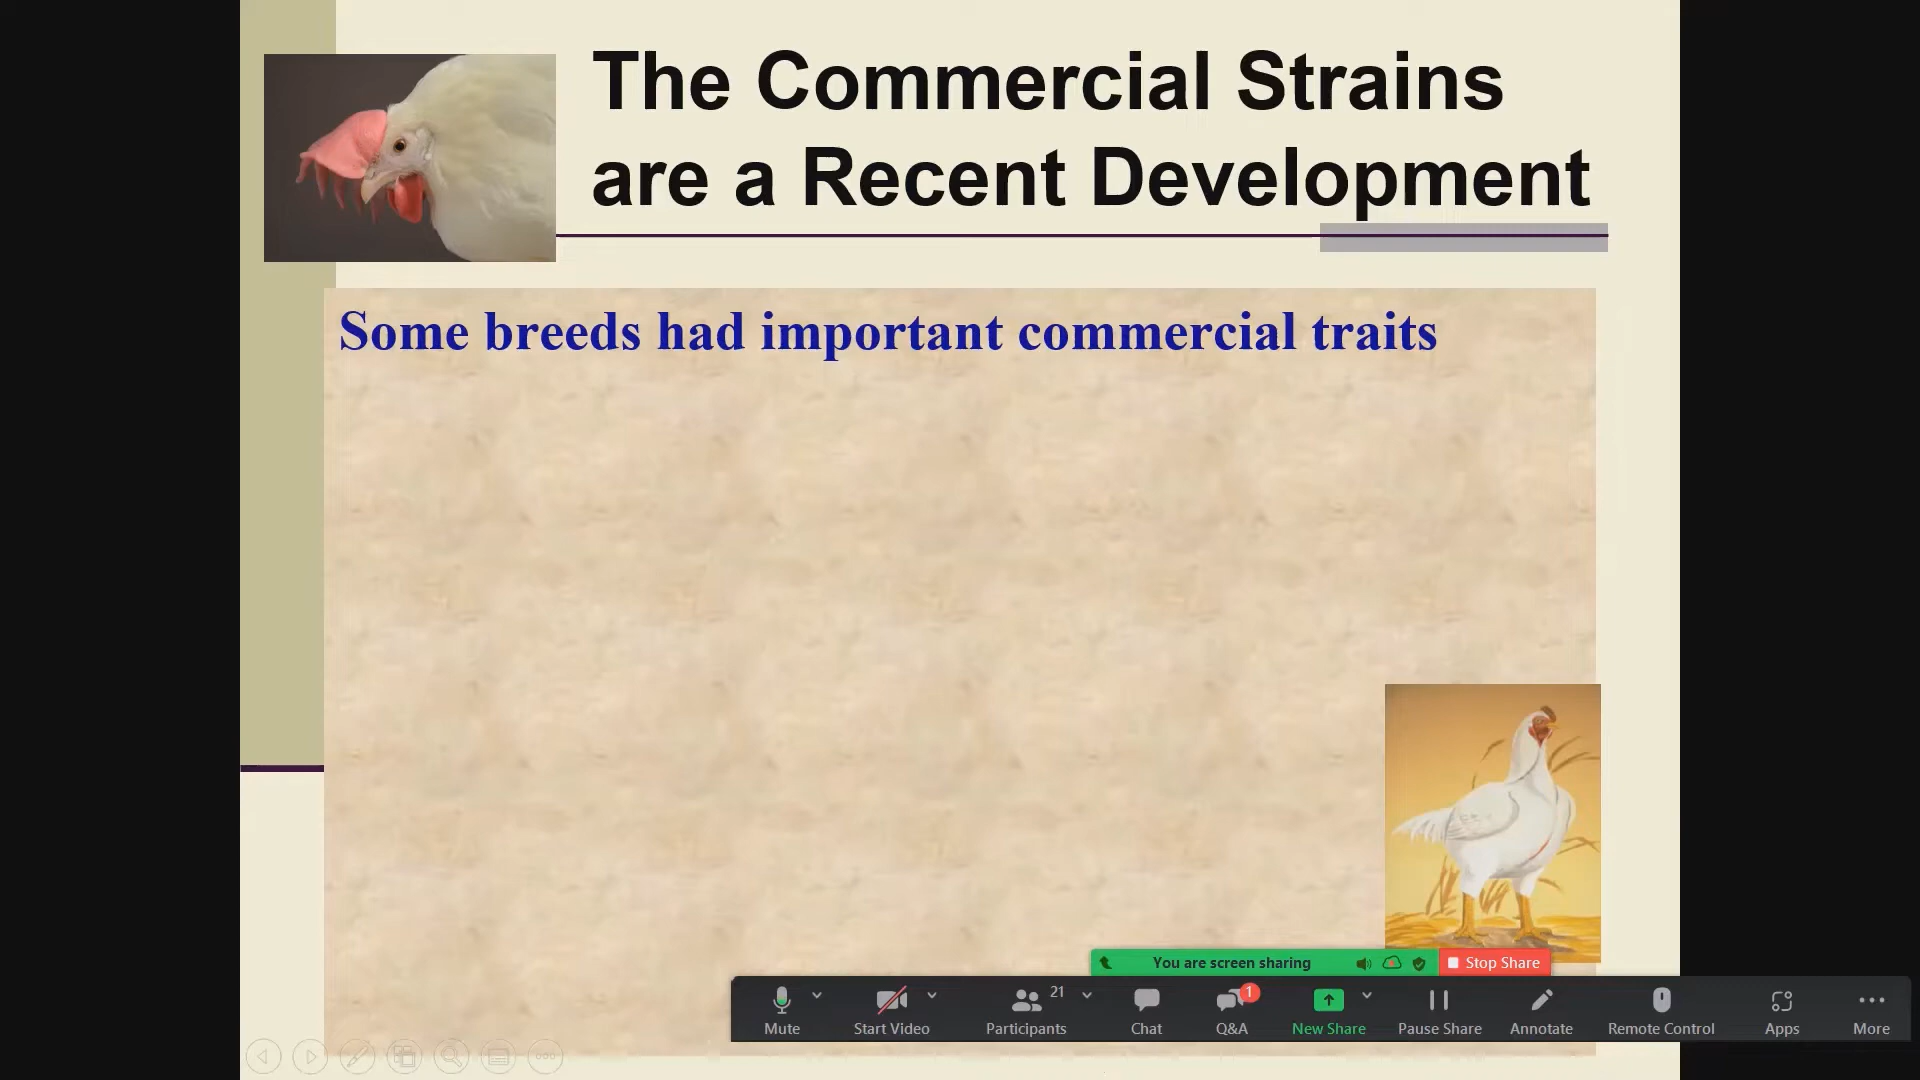 The Commercial Strains
are a Recent Development
Some breeds had important commercial traits
You are screen sharing
Stop Share
21
1
Mute
Start Video
Participants
Chat
Q&A
New Share
Pause Share
Annotate
Remote Control
Apps
More